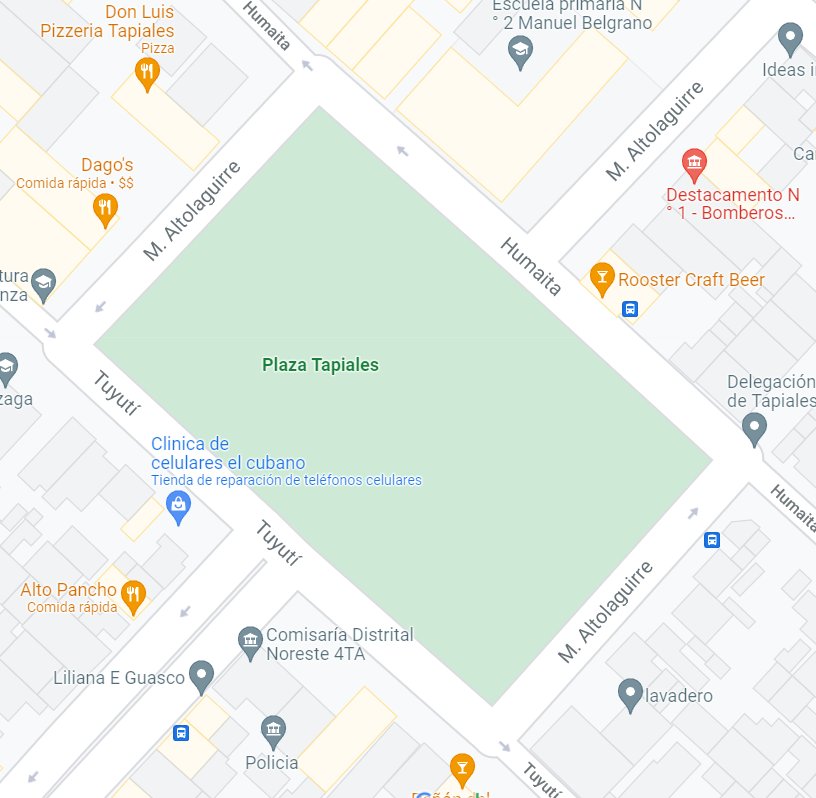 Don Luis
Pizzeria Tapiales
Pizza
Humaita
Escuela primaria N
° 2 Manuel Belgrano
Ideas i
M. Altolaguirre
Dago's
Comida rápida • $$
M. Altolaguirre
Ca
Destacamento N
° 1 - Bomberos...
Humaita
Rooster Craft Beer
tura
nza
Plaza Tapiales
zaga
Tuyutí
Delegación
de Tapiales
Clinica de
celulares el cubano
Tienda de reparación de teléfonos celulares
Humaita
Tuyutí
M. Altolaguirre
Alto Pancho
Comida rápida
Comisaría Distrital
Noreste 4TA
Liliana E Guasco
lavadero
Policia
Tuyutí